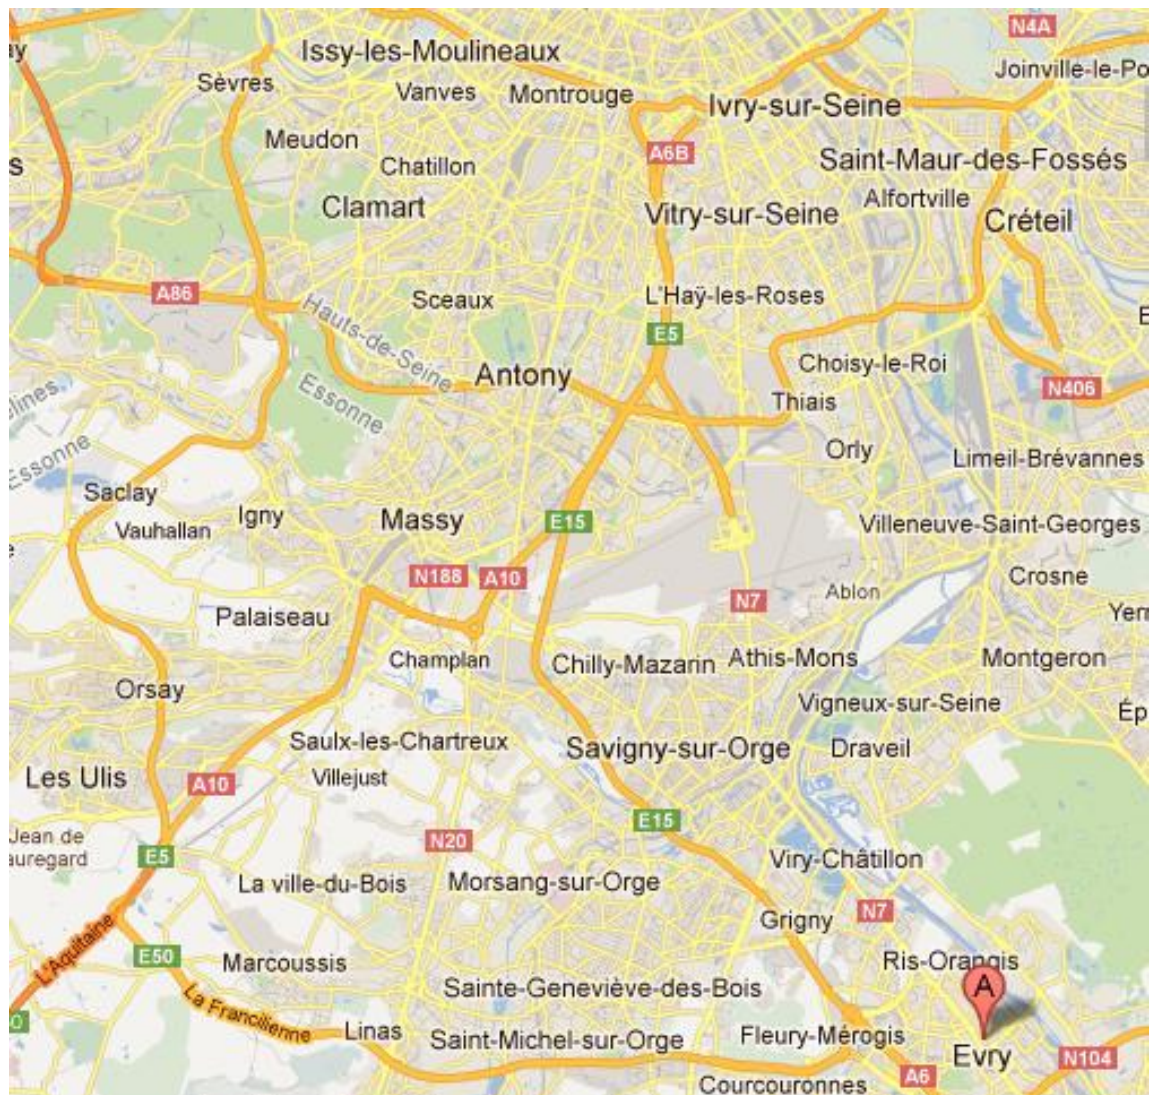 N4A
Issy-les-Moulineaux
Joinville-le-Po
Sèvres
Vanves
Montrouge
Ivry-sur-Seine
Meudon
A6B
Chatillon
Saint-Maur-des-Fossés
Alfortville
Clamart
Vitry-sur-Seine
Créteil
A86
Sceaux
L'Haÿ-les-Roses
Hauts-de-Seine
E5
Antony
Choisy-le-Roi
Essonne
N406
Thiais
elines
Essonne
Orly
Limeil-Brévannes
Saclay
Igny
Massy
E15
Vauhallan
Villeneuve-Saint-Georges
N188
A10
Crosne
Ablon
N7
Palaiseau
Yerr
Champlan
Chilly-Mazarin
Athis-Mons
Montgeron
Orsay
Vigneux-sur-Seine
Ép
Saulx-les-Chartreux
Savigny-sur-Orge
Draveil
Les Ulis
A10
Villejust
E15
Jean de
auregard
E5
N20
Viry-Châtillon
La ville-du-Bois
Morsang-sur-Orge
Grigny
N7
L'Aquitaine
E50
Marcoussis
Ris-Orangis
Sainte-Geneviève-des-Bois
A
La Francilienne
Linas
Saint-Michel-sur-Orge
Fleury-Mérogis
Evry
N104
A6
Courcouronnes